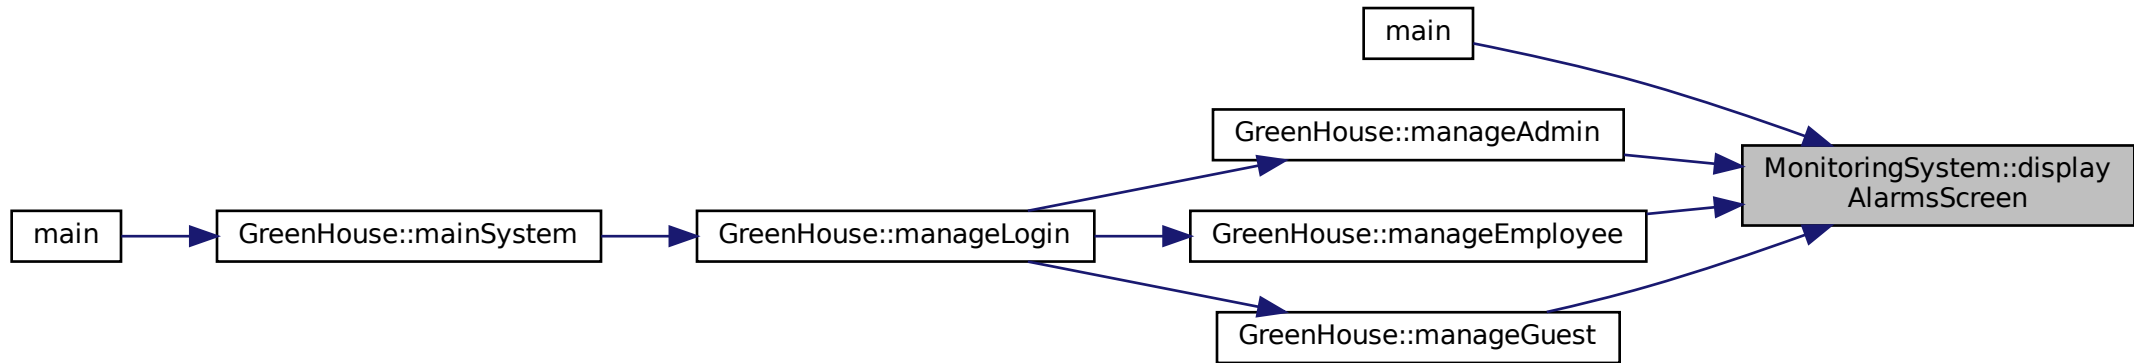 main
GreenHouse::manageAdmin
MonitoringSystem::display
AlarmsScreen
main
GreenHouse::mainSystem
GreenHouse::manageLogin
GreenHouse::manageEmployee
GreenHouse::manageGuest